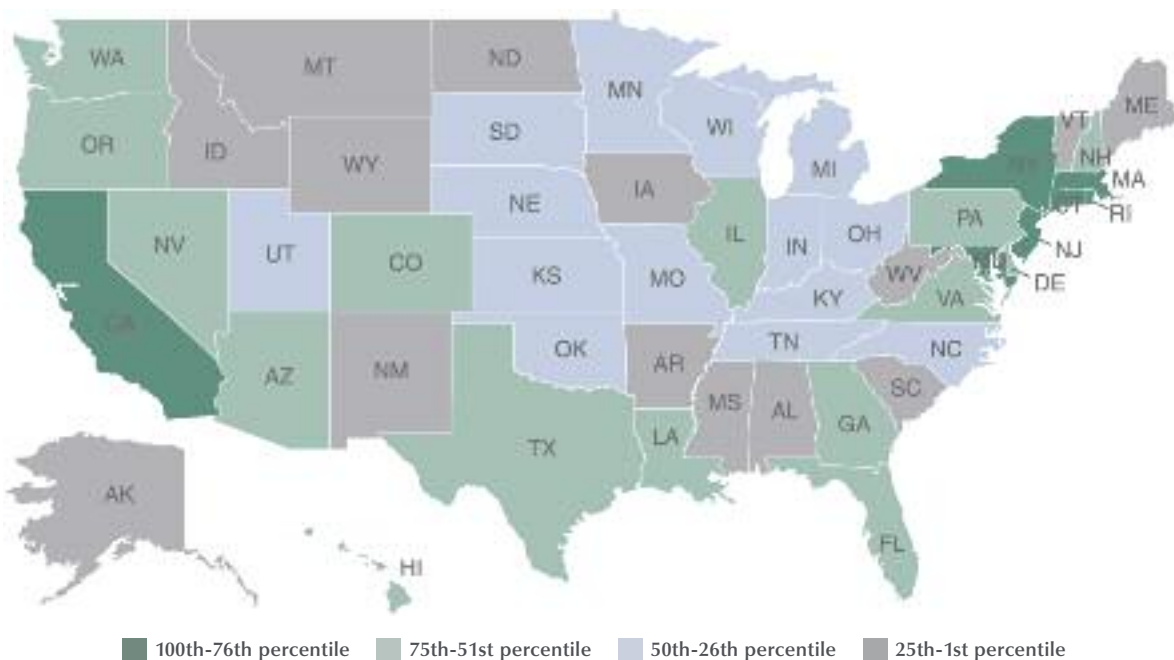 WA
MT
ND
MN
ME
VT
OR
ID
SD
WI
NH
WY
MI
MA
IA
RI
NE
CT
PA
NV
UT
CO
IL
IN
OH
NJ
KS
MO
WV
DE
KY
VA
CA
TN
NC
AZ
NM
OK
AR
SC
MS
AL
GA
TX
LA
AK
FL
HI
100th-76th percentile 75th-51st percentile 50th-26th percentile 25th-1st percentile